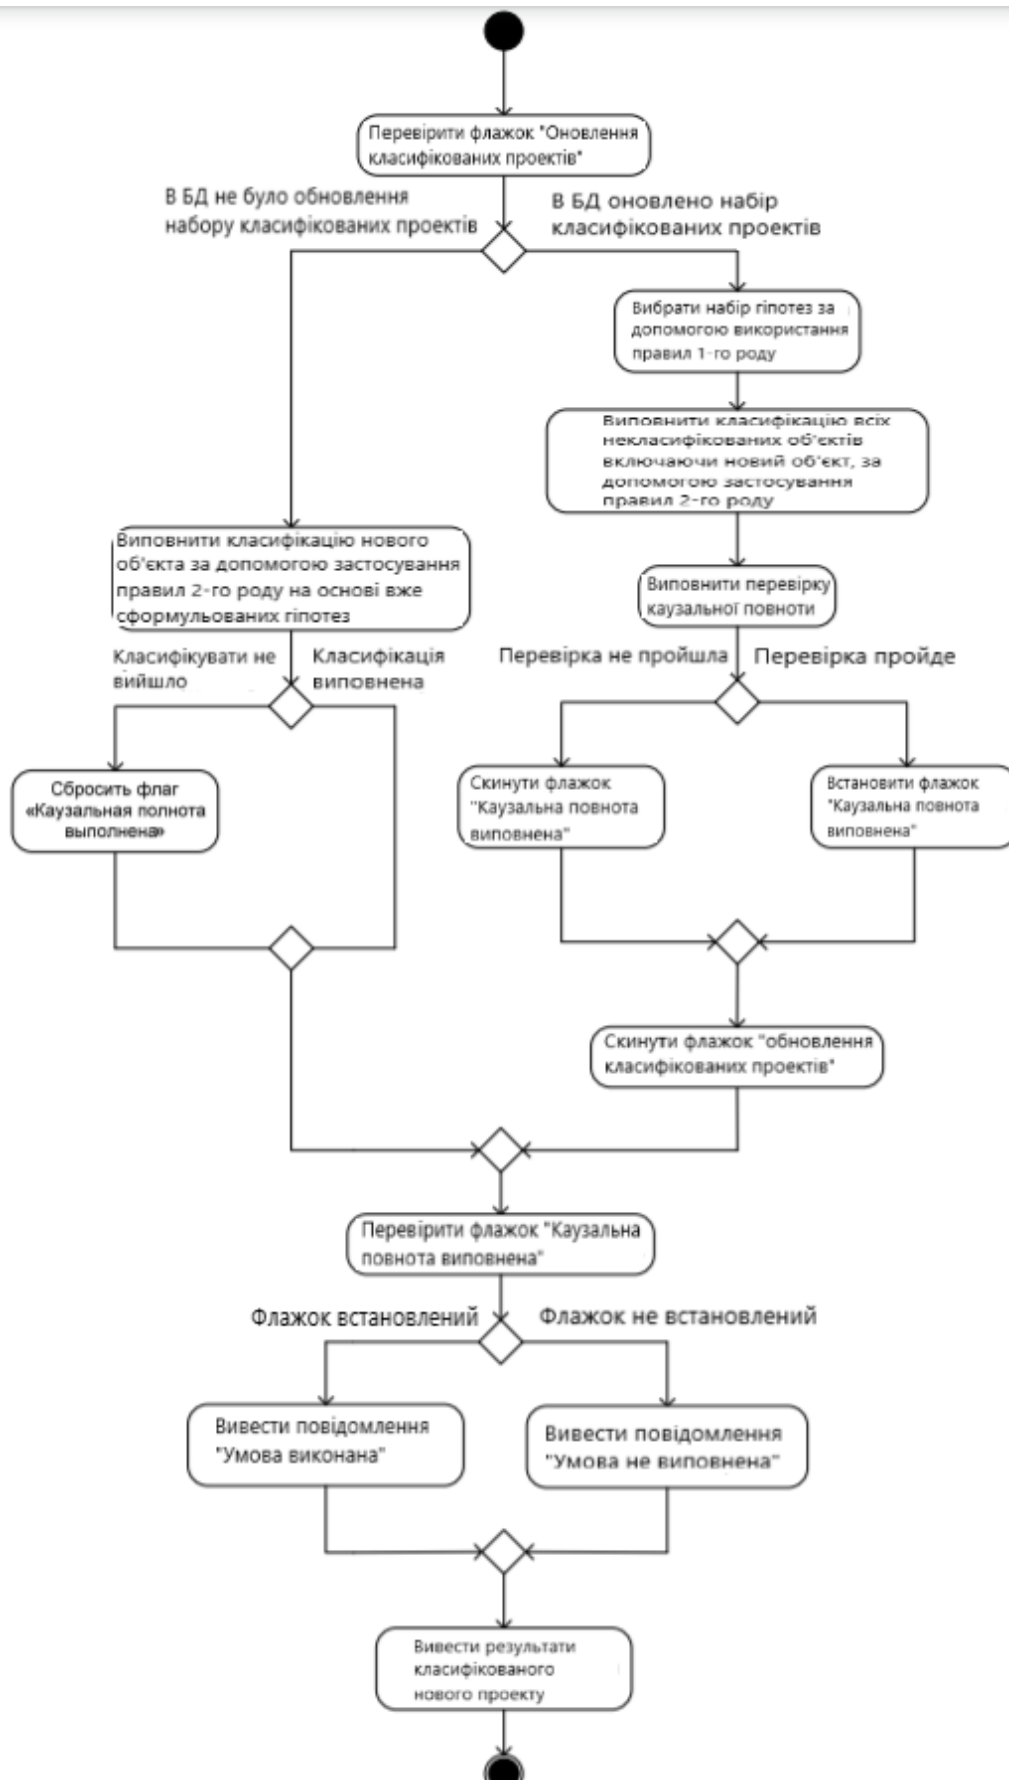 Перевірити флажок "Оновлення
класифікованих проектів"
В БД не було обновлення
набору класифікованих проектів
В БД оновлено набір
класифікованих проектів
Вибрати набір гіпотез за
допомогою використання
правил 1-го роду
Виповнити класифікацію всіх
некласифікованих об'єктів
включаючи новий об'єкт, за
допомогою застосування
правил 2-го роду
Виповнити класифікацію нового
об'єкта за допомогою застосування
правил 2-го роду на основі вже
сформульованих гіпотез
Виповнити перевірку
каузальної повноти
Класифікувати не
вийшло
Класифікація
виповнена
Перевірка не пройшла
Перевірка пройде
Сбросить флаг
«Каузальная полнота
выполнена»
Скинути флажок
"Каузальна повнота
виповнена"
Встановити флажок
"Каузальна повнота
виповнена"
Скинути флажок "обновлення
класифікованих проектів"
Перевірити флажок "Каузальна
повнота виповнена"
Флажок встановлений
Флажок не встановлений
Вивести повідомлення
"Умова виконана"
Вивести повідомлення
"Умова не виповнена"
Вивести результати
класифікованого
нового проекту